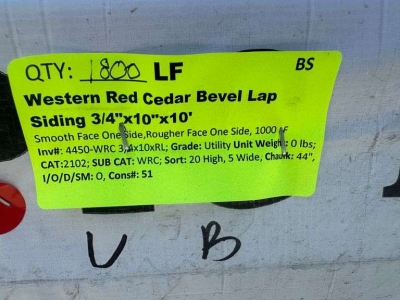 QTY: 1800 LF BS
Western Red Cedar Bevel Lap
Siding 3/4"x10"x10'
Smooth Face One Side,Rougher Face One Side, 1000 LF
Inv#: 4450-WRC 3/4x10xRL; Grade: Utility Unit Weight: 0 lbs;
CAT:2102; SUB CAT: WRC; Sort: 20 High, 5 Wide, Chunk: 44",
I/O/D/SM: O, Cons#: 51
U B